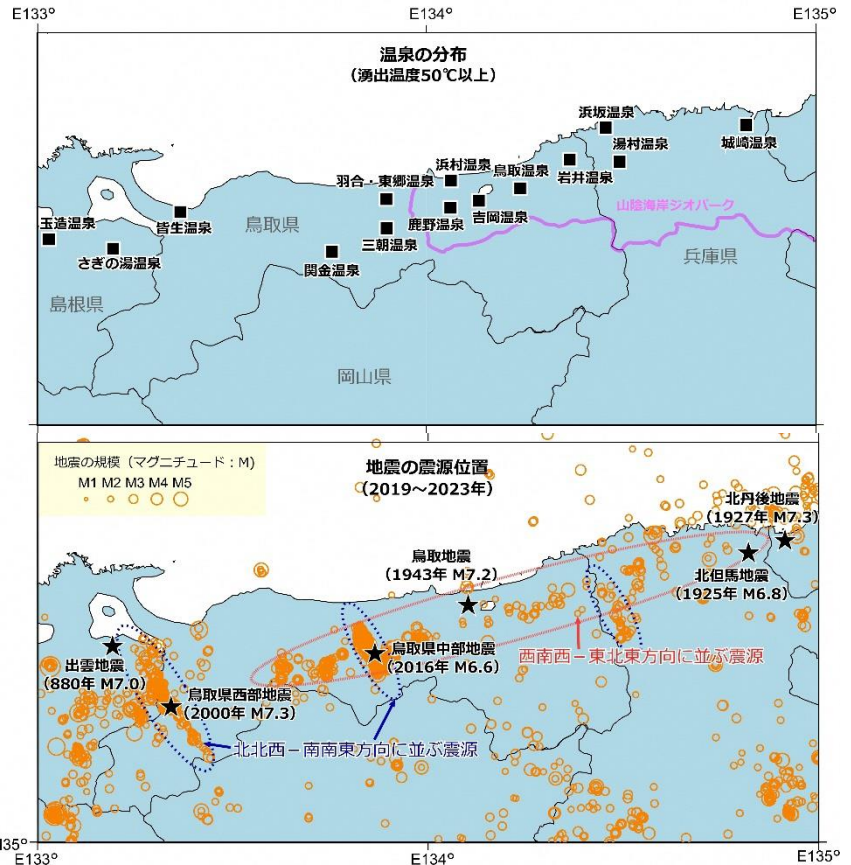 E133°
E134°
E135°
温泉の分布
(湧出温度50℃以上)
浜坂温泉
城崎温泉
湯村温泉
浜村温泉
鳥取温泉
岩井温泉
羽合・東郷温泉
山陰海岸ジオパーク
玉造温泉
皆生温泉
鳥取県
鹿野温泉
吉岡温泉
さぎの湯温泉
三朝温泉
関金温泉
兵庫県
島根県
岡山県
地震の規模(マグニチュード:M)
M1 M2 M3 M4 M5
地震の震源位置
(2019~2023年)
北丹後地震
(1927年 M7.3)
鳥取地震
(1943年 M7.2)
北但馬地震
(1925年 M6.8)
出雲地震
(880年 M7.0)
鳥取県中部地震
(2016年 M6.6)
西南西-東北東方向に並ぶ震源
鳥取県西部地震
(2000年 M7.3)
北北西-南南東方向に並ぶ震源
35°
E133°
E134°
E135°